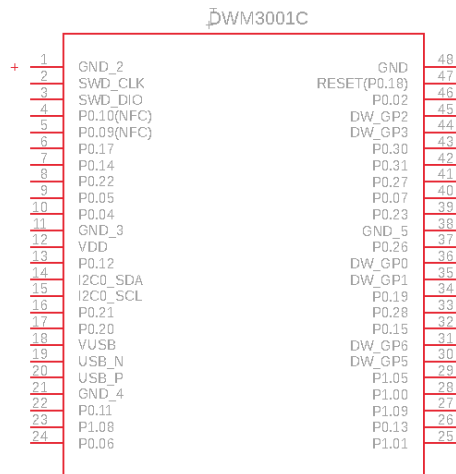 DWM3001C
1 GND_2 GND 48
2 SWD_CLK RESET(P0.18) 47
3 SWD_DIO P0.02 46
4 P0.10(NFC) DW_GP2 45
5 P0.09(NFC) DW_GP3 44
6 P0.17 P0.30 43
7 P0.14 P0.31 42
8 P0.22 P0.27 41
9 P0.05 P0.07 40
10 P0.04 P0.23 39
11 GND_3 GND_5 38
12 VDD P0.26 37
13 P0.12 DW_GP0 36
14 I2C0_SDA DW_GP1 35
15 I2C0_SCL P0.19 34
16 P0.21 P0.28 33
17 P0.20 P0.15 32
18 VUSB DW_GP6 31
19 USB_N DW_GP5 30
20 USB_P P1.05 29
21 GND_4 P1.00 28
22 P0.11 P1.09 27
23 P1.08 P0.13 26
24 P0.06 P1.01 25